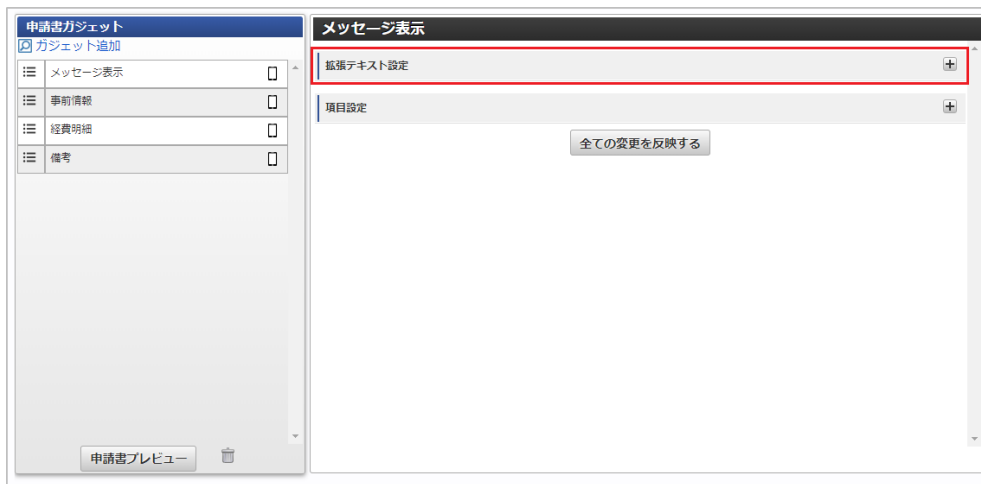 申請書ガジェット
ガジェット追加
メッセージ表示
事前情報
経費明細
備考
申請書プレビュー
メッセージ表示
拡張テキスト設定
項目設定
全ての変更を反映する